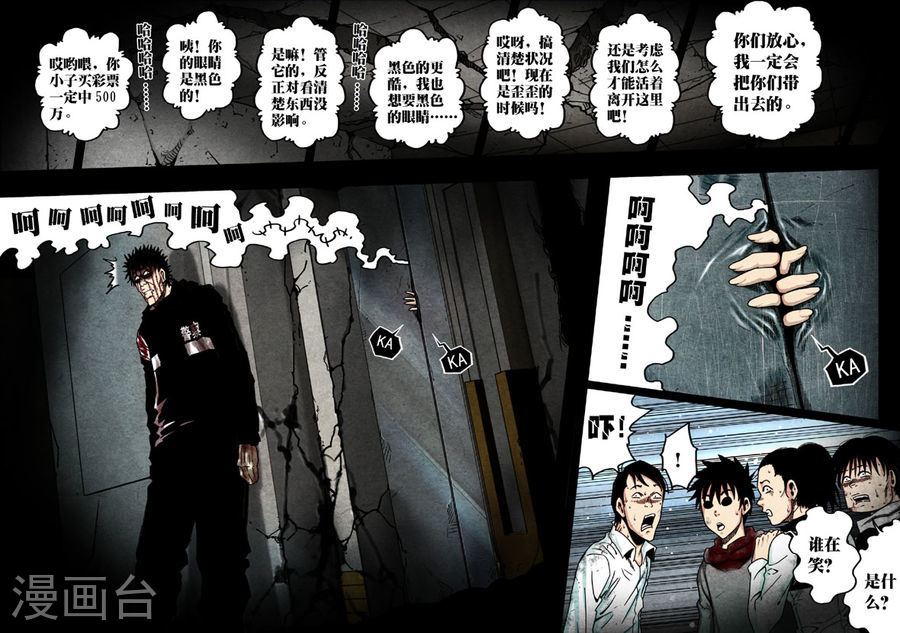 哎哟喂，你
小子买彩票
一定中500
万。
哈哈哈哈……
咦！你
的眼睛
是黑色
的！
是嘛！管
它的，反
正对看清
楚东西没
影响。
哈哈哈哈……
黑色的更
酷，我也
想要黑色
的眼睛……
哎呀，搞
清楚状况
吧！现在
是歪歪的
时候吗！
还是考虑
我们怎么
才能活着
离开这里
吧！
你们放心，
我一定会
把你们带
出去的。
呵呵呵呵呵呵呵呵
警察
KA
KA
呵呵呵呵……
KA
吓！
！
谁在
笑？
是什
么？
漫画台